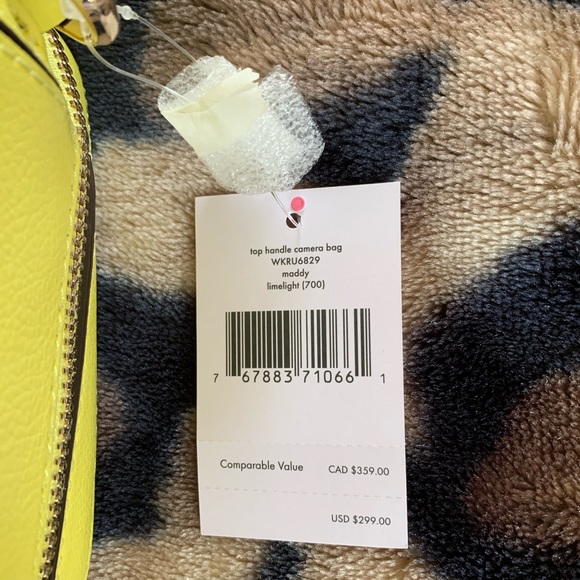 top handle camera bag
WKRU6829
maddy
limelight (700)
7 67883 71066 1
Comparable Value CAD $359.00
USD $299.00